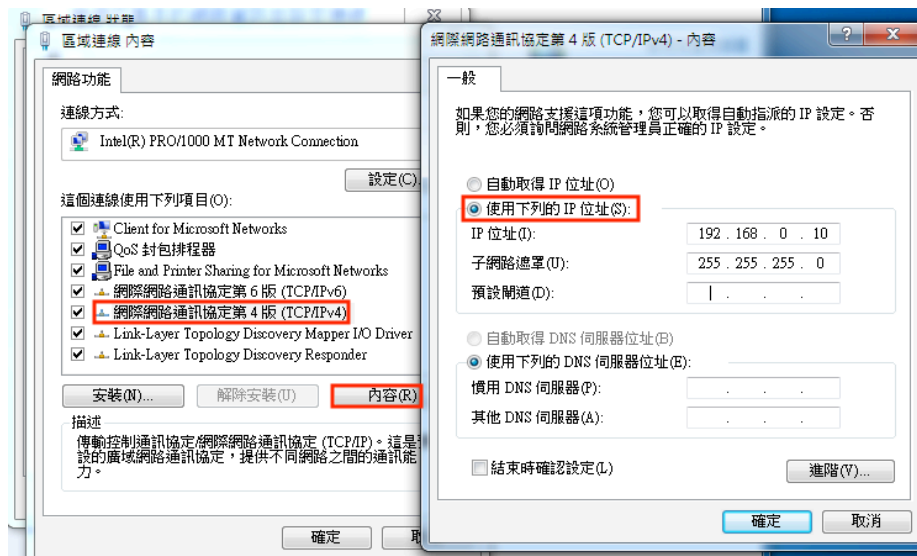 區域連線 狀態
區域連線 內容
網路功能
連線方式:
Intel(R) PRO/1000 MT Network Connection
設定(C)
這個連線使用下列項目(O):
Client for Microsoft Networks
QoS 封包排程器
File and Printer Sharing for Microsoft Networks
網際網路通訊協定第 6 版 (TCP/IPv6)
網際網路通訊協定第 4 版 (TCP/IPv4)
Link-Layer Topology Discovery Mapper I/O Driver
Link-Layer Topology Discovery Responder
安裝(N)...
解除安裝(U)
內容(R)
描述
傳輸控制通訊協定/網際網路通訊協定 (TCP/IP)。這是
設的廣域網路通訊協定,提供不同網路之間的通訊能
力。
確定
網際網路通訊協定第 4 版 (TCP/IPv4) - 內容
一般
如果您的網路支援這項功能,您可以取得自動指派的 IP 設定。否
則,您必須詢問網路系統管理員正確的 IP 設定。
自動取得 IP 位址(O)
使用下列的 IP 位址(S):
IP 位址(I):
192 . 168 . 0 . 10
子網路遮罩(U):
255 . 255 . 255 . 0
預設閘道(D):
. . .
自動取得 DNS 伺服器位址(B)
使用下列的 DNS 伺服器位址(E):
慣用 DNS 伺服器(P):
. . .
其他 DNS 伺服器(A):
. . .
結束時確認設定(L)
進階(V)...
確定
取消